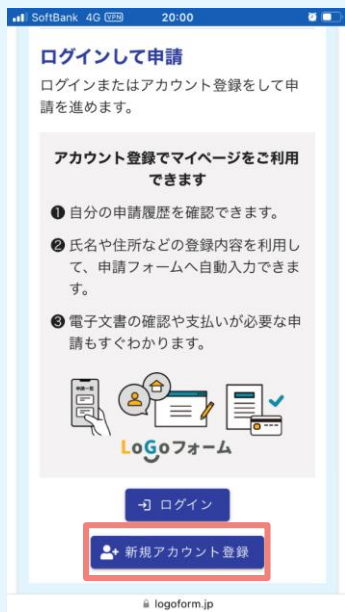 SoftBank 4G VPN 20:00
ログインして申請
ログインまたはアカウント登録をして申
請を進めます。
アカウント登録でマイページをご利用
できます
❶ 自分の申請履歴を確認できます。
❷ 氏名や住所などの登録内容を利用し
て、申請フォームへ自動入力できま
す。
❸ 電子文書の確認や支払いが必要な申
請もすぐわかります。
申請一覧
LoGoフォーム
ログイン
新規アカウント登録
logoform.jp